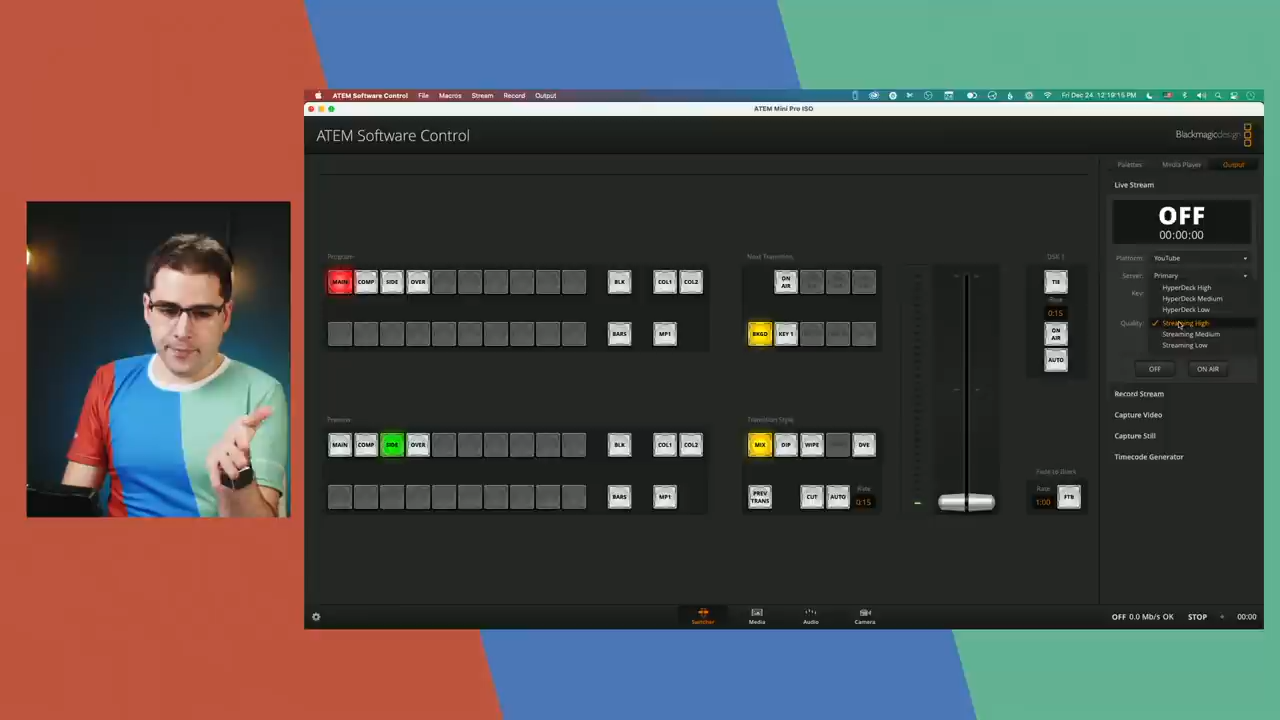 ATEM Software Control File Macros Stream Record Output
Fri Dec 24 12:19:15 PM
ATEM Mini Pro ISO
ATEM Software Control
Blackmagicdesign
Palettes Media Player Output
Live Stream
OFF
00:00:00
Platform: YouTube
Server: Primary
Key:
HyperDeck High
HyperDeck Medium
HyperDeck Low
Quality: ✓ Streaming High
Streaming Medium
Streaming Low
OFF ON AIR
Record Stream
Capture Video
Capture Still
Timecode Generator
Program
MAIN COMP SIDE OVER BLK COL1 COL2
BARS MP1
Next Transition
ON AIR
BKGD KEY 1
DSK 1
TIE
Rate
0:15
ON AIR
AUTO
Preview
MAIN COMP SIDE OVER BLK COL1 COL2
BARS MP1
Transition Style
MIX DIP WIPE DVE
PREV TRANS CUT AUTO Rate 0:15
Fade to Black
Rate
1:00 FTB
Switcher Media Audio Camera
OFF 0.0 Mb/s OK STOP 00:00